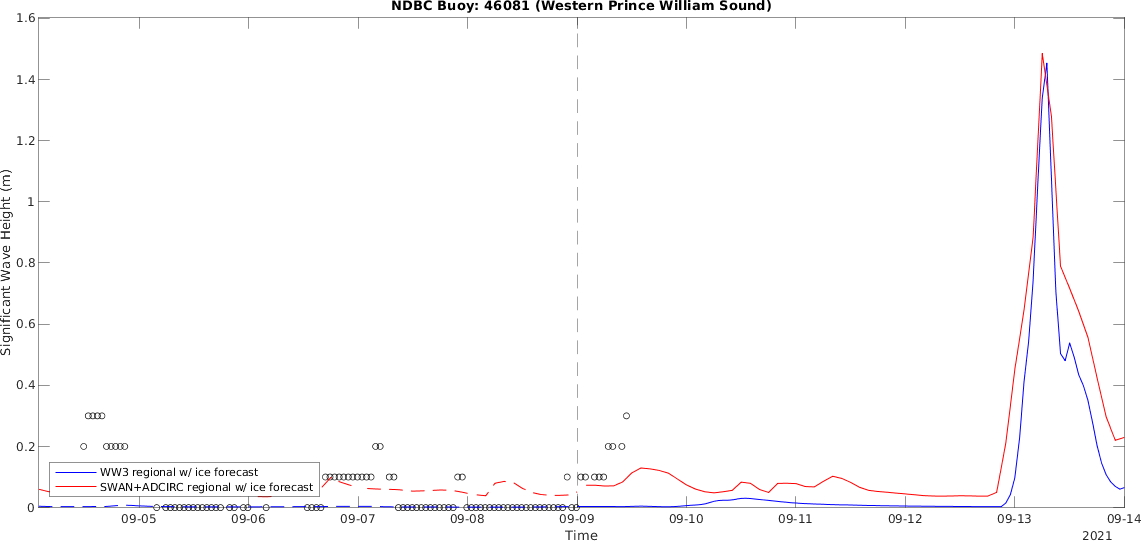 NDBC Buoy: 46081 (Western Prince William Sound)
1.6
1.4
1.2
1
0.8
0.6
0.4
0.2
0
Significant Wave Height (m)
WW3 regional w/ ice forecast
SWAN+ADCIRC regional w/ ice forecast
09-05 09-06 09-07 09-08 09-09 09-10 09-11 09-12 09-13 09-14
Time
2021